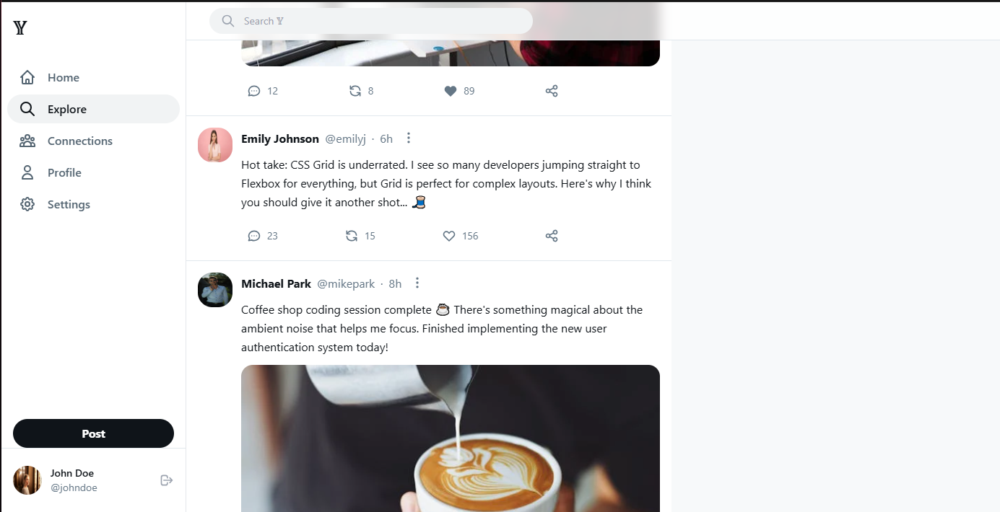 𝕐
Search 𝕐
Home
Explore
Connections
Profile
Settings
Post
John Doe
@johndoe
12 8 89
Emily Johnson @emilyj · 6h
Hot take: CSS Grid is underrated. I see so many developers jumping straight to
Flexbox for everything, but Grid is perfect for complex layouts. Here's why I think
you should give it another shot... 🧵
23 15 156
Michael Park @mikepark · 8h
Coffee shop coding session complete ☕ There's something magical about the
ambient noise that helps me focus. Finished implementing the new user
authentication system today!